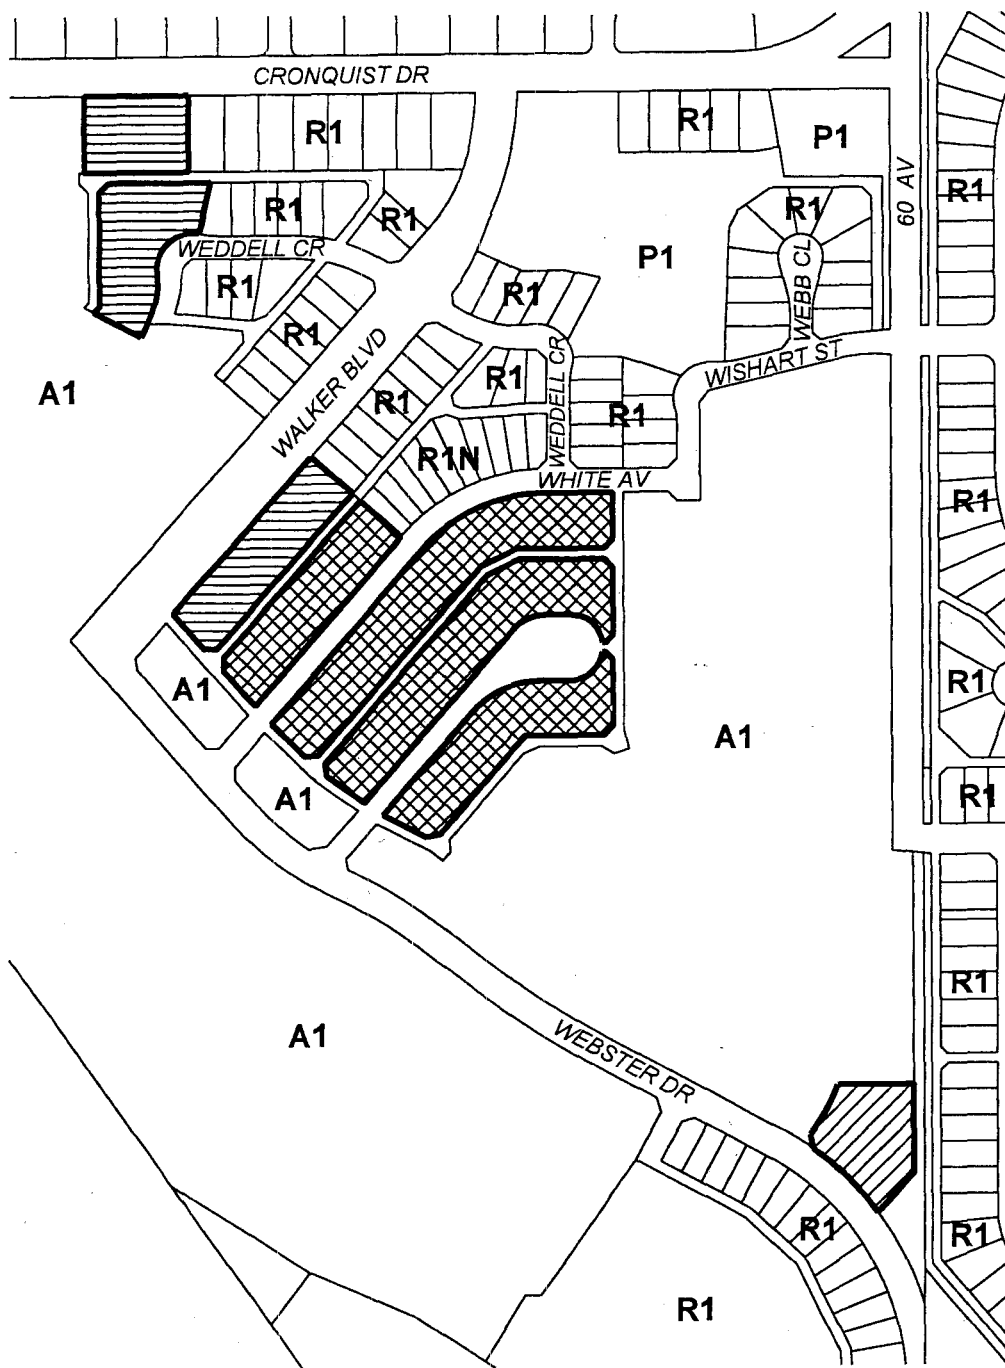 CRONQUIST DR
R1
R1
P1
60 AV
R1
R1
R1
R1
WEDDELL CR
P1
WEBB CL
R1
R1
R1
WALKER BLVD
WEDDELL CR
WISHART ST
R1
A1
R1
R1
R1N
WHITE AV
R1
A1
R1
A1
A1
R1
A1
R1
WEBSTER DR
R1
R1
R1